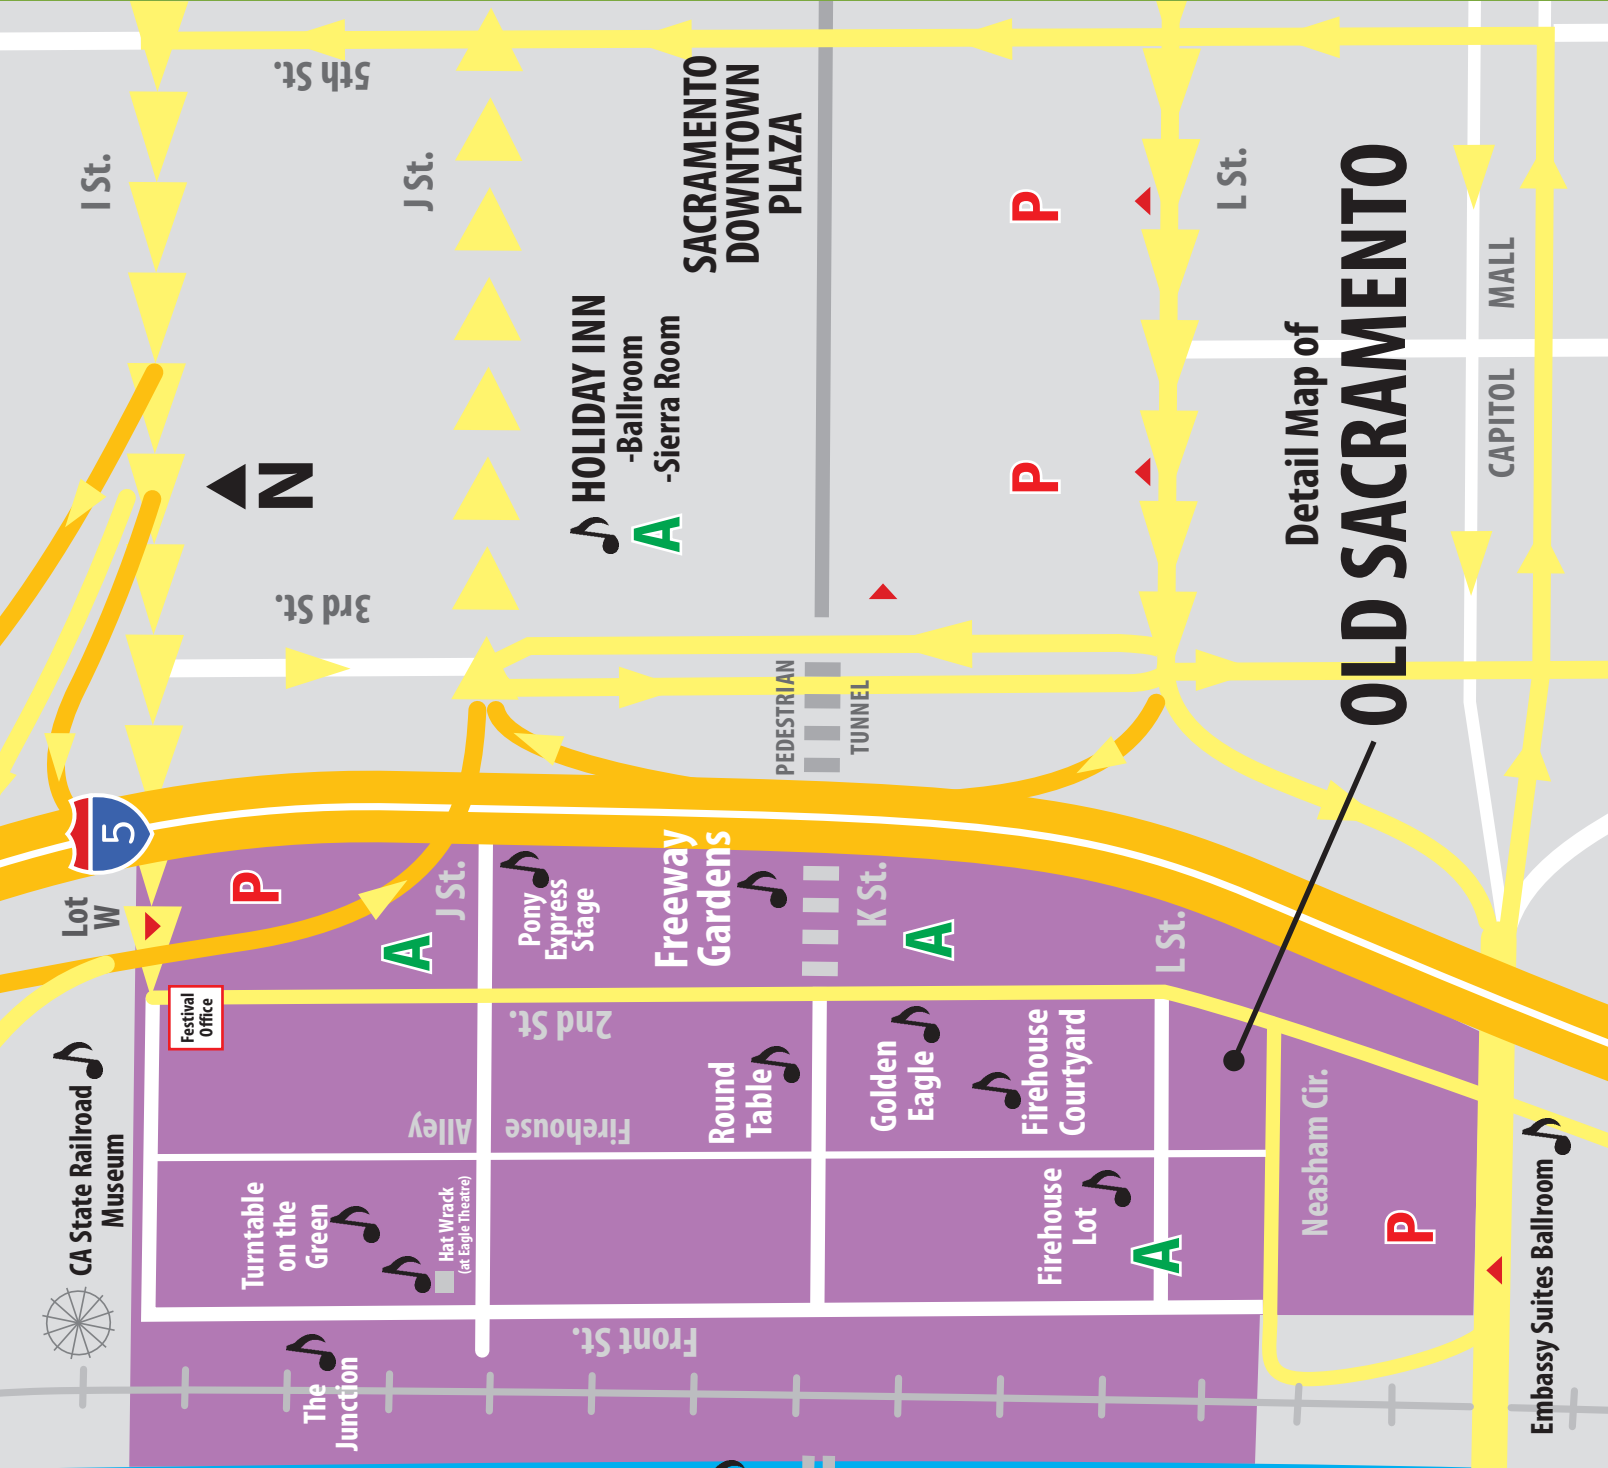 5th St.
I St.
J St.
SACRAMENTO
DOWNTOWN
PLAZA
P
L St.
HOLIDAY INN
-Ballroom
-Sierra Room
A
P
N
3rd St.
Detail Map of
OLD SACRAMENTO
CAPITOL MALL
PEDESTRIAN
TUNNEL
5
Lot
W
P
J St.
A
Pony
Express
Stage
Freeway
Gardens
K St.
A
L St.
Festival
Office
2nd St.
CA State Railroad
Museum
Firehouse
Alley
Round
Table
Golden
Eagle
Firehouse
Courtyard
Neasham Cir.
Turntable
on the
Green
Hat Wrack
(at Eagle Theatre)
Firehouse
Lot
A
P
Embassy Suites Ballroom
Front St.
The
Junction